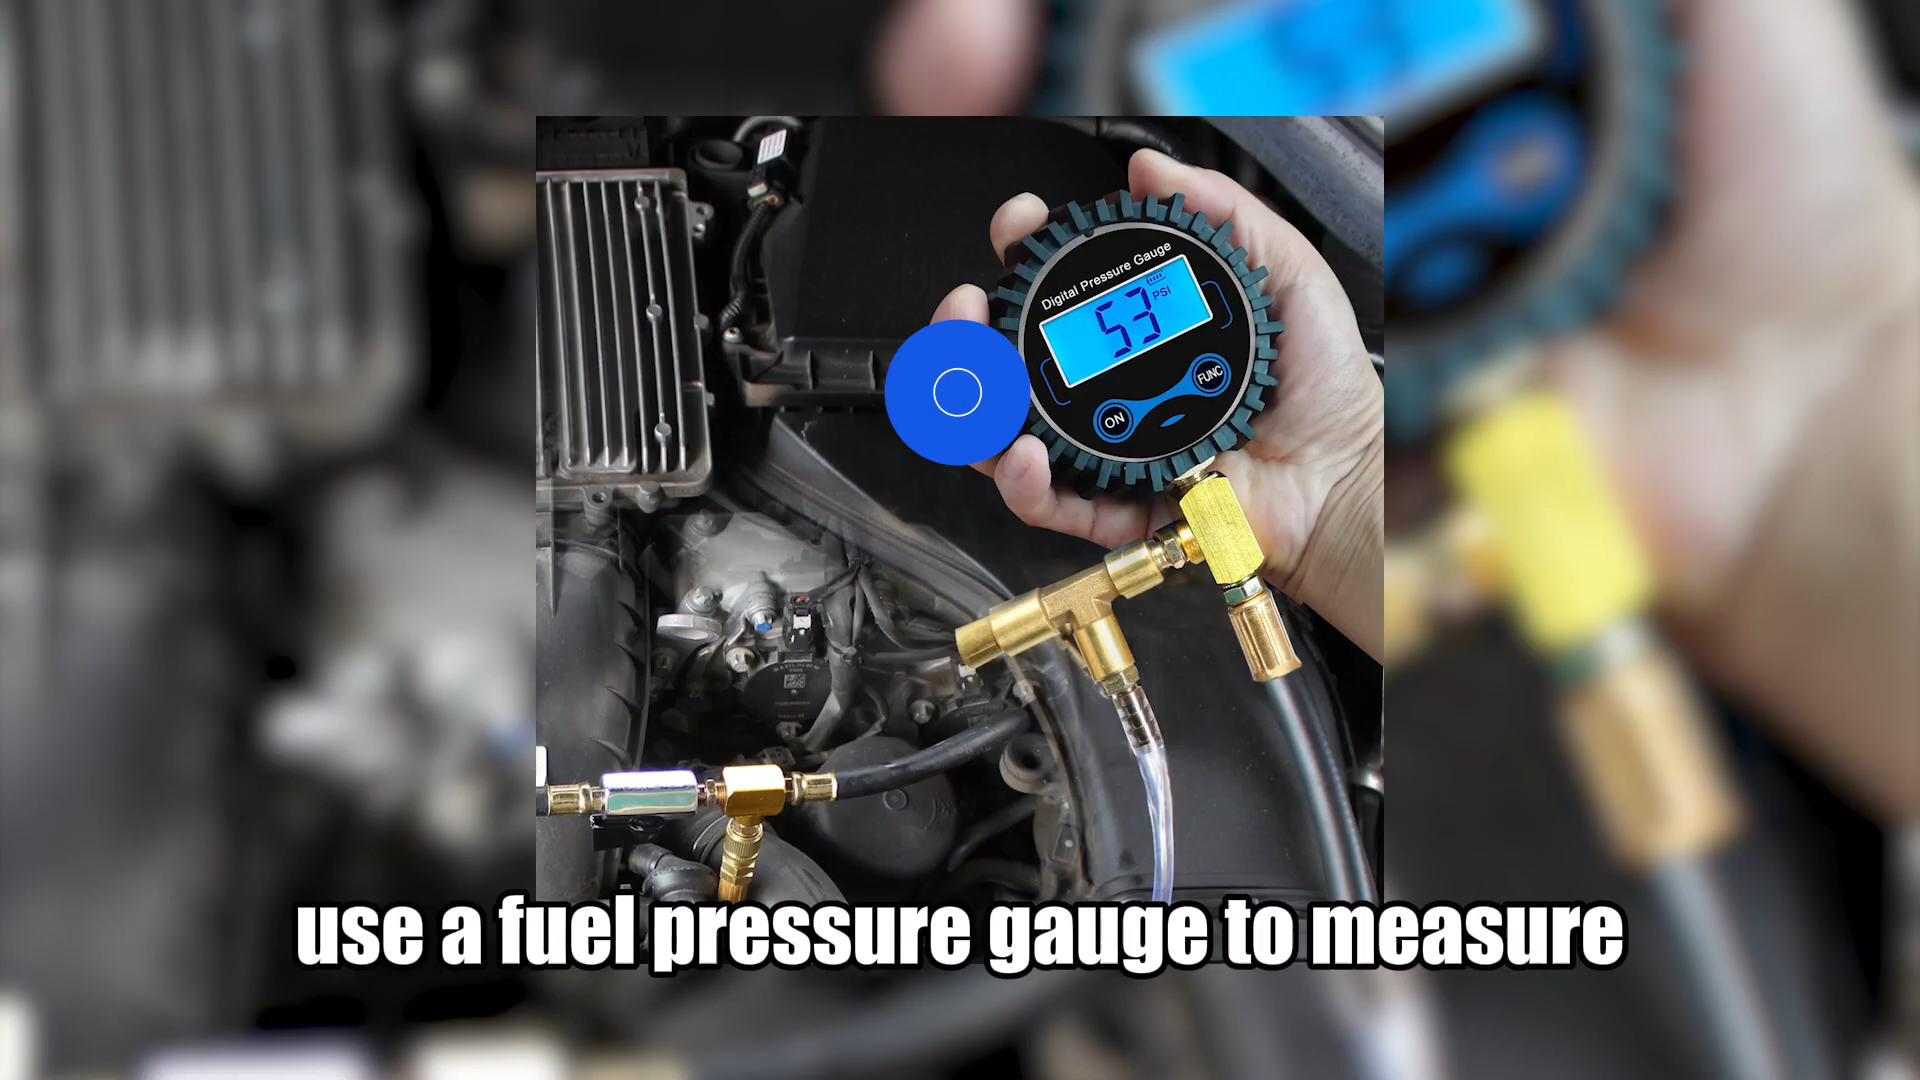 Digital Pressure Gauge
53 PSI
ON
FUNC
use a fuel pressure gauge to measure